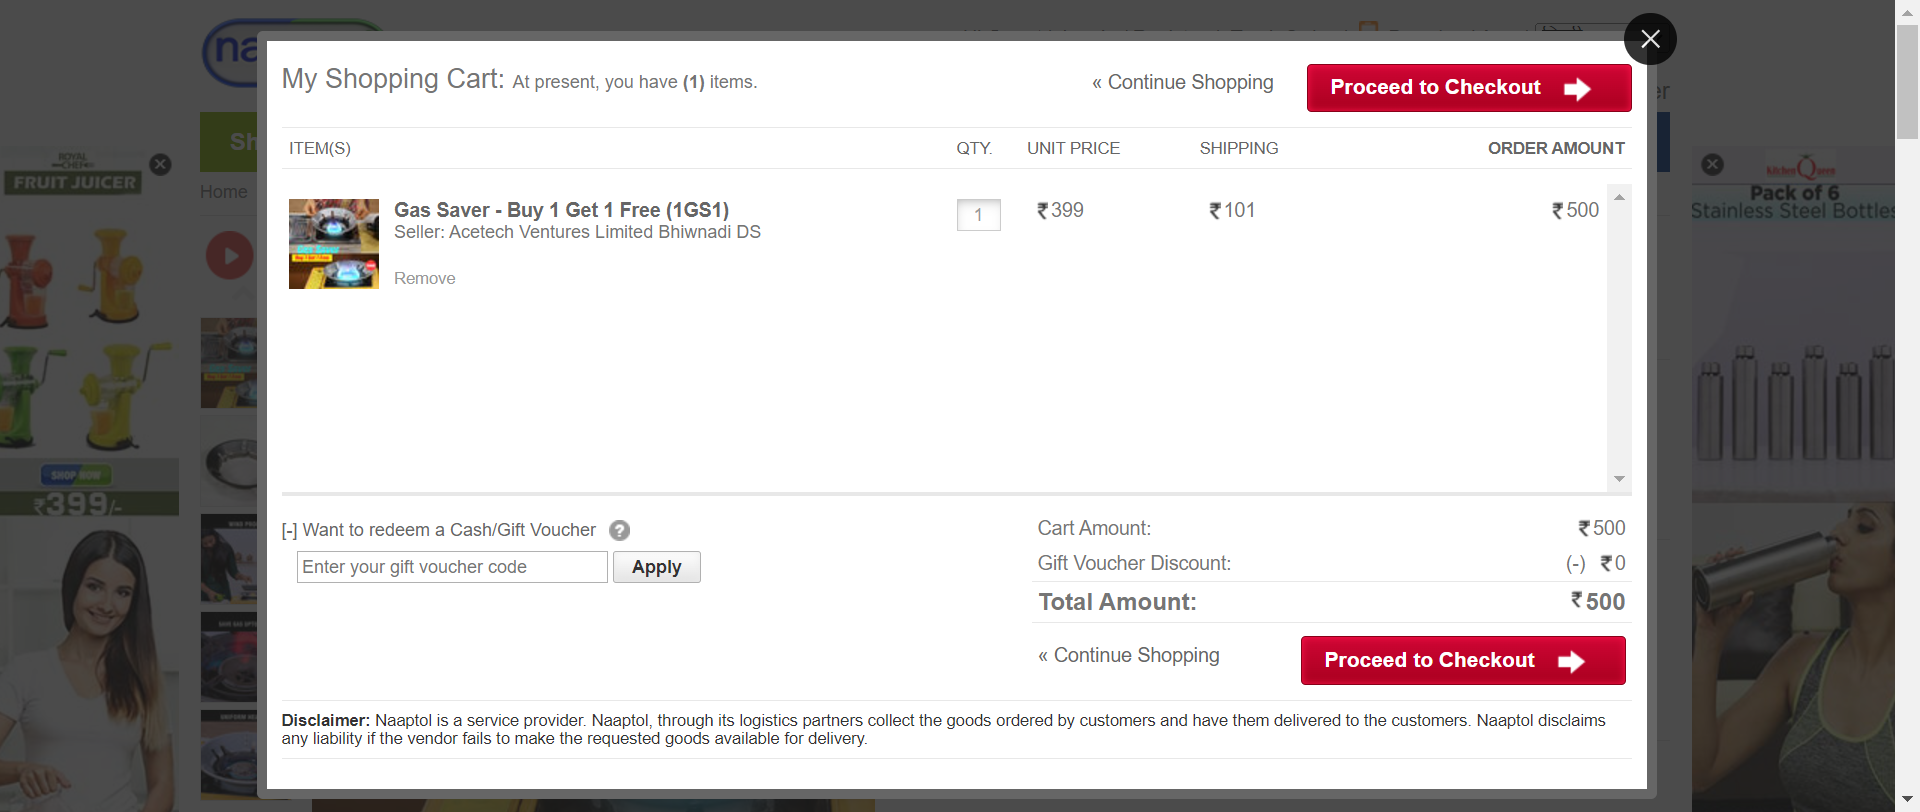 My Shopping Cart: At present, you have (1) items.
« Continue Shopping
Proceed to Checkout
ITEM(S) QTY. UNIT PRICE SHIPPING ORDER AMOUNT
Gas Saver - Buy 1 Get 1 Free (1GS1)
1 ₹399 ₹101 ₹500
Seller: Acetech Ventures Limited Bhiwnadi DS
Remove
[-] Want to redeem a Cash/Gift Voucher ?
Enter your gift voucher code
Apply
Cart Amount: ₹500
Gift Voucher Discount: (-) ₹0
Total Amount: ₹500
« Continue Shopping
Proceed to Checkout
Disclaimer: Naaptol is a service provider. Naaptol, through its logistics partners collect the goods ordered by customers and have them delivered to the customers. Naaptol disclaims
any liability if the vendor fails to make the requested goods available for delivery.
Home
ROYAL
CHEF
FRUIT JUICER
SHOP NOW
₹399/-
Kitchen Queen
Pack of 6
Stainless Steel Bottles